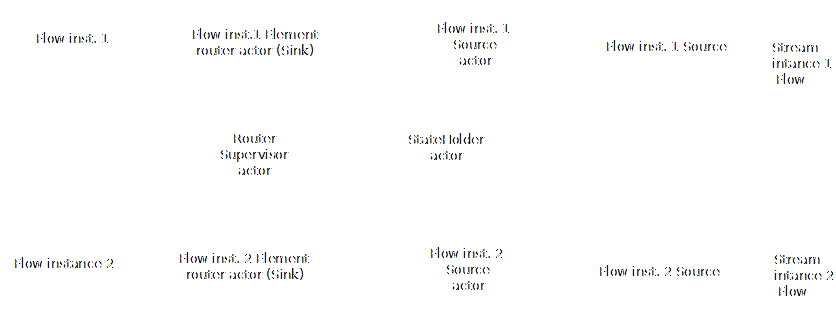 Flow inst. 1
Flow inst.1 Element
router actor (Sink)
Flow inst. 1
Source
actor
Flow inst. 1 Source
Stream
intance 1
Flow
Router
Supervisor
actor
StateHolder
actor
Flow instance 2
Flow inst. 2 Element
router actor (Sink)
Flow inst. 2
Source
actor
Flow inst. 2 Source
Stream
intance 2
Flow